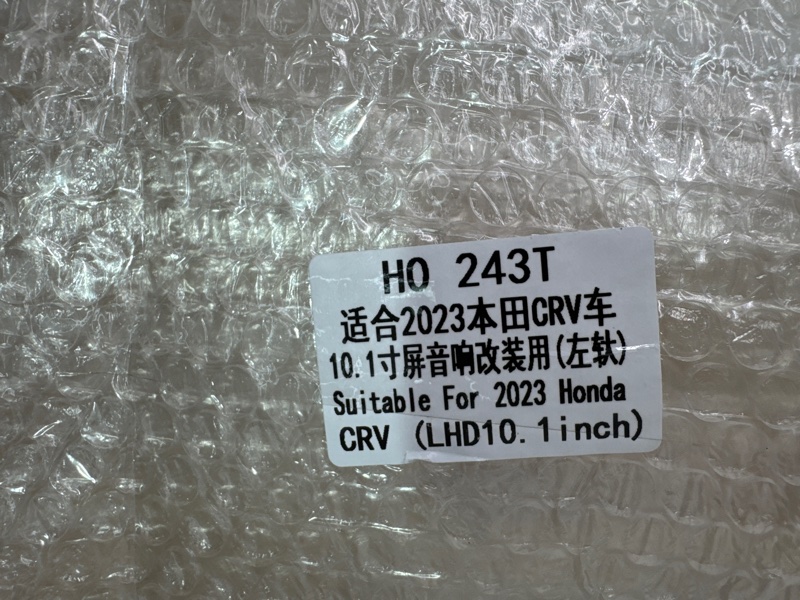 HO 243T
适合2023本田CRV车
10.1寸屏音响改装用(左钛)
Suitable For 2023 Honda
CRV (LHD10.1inch)